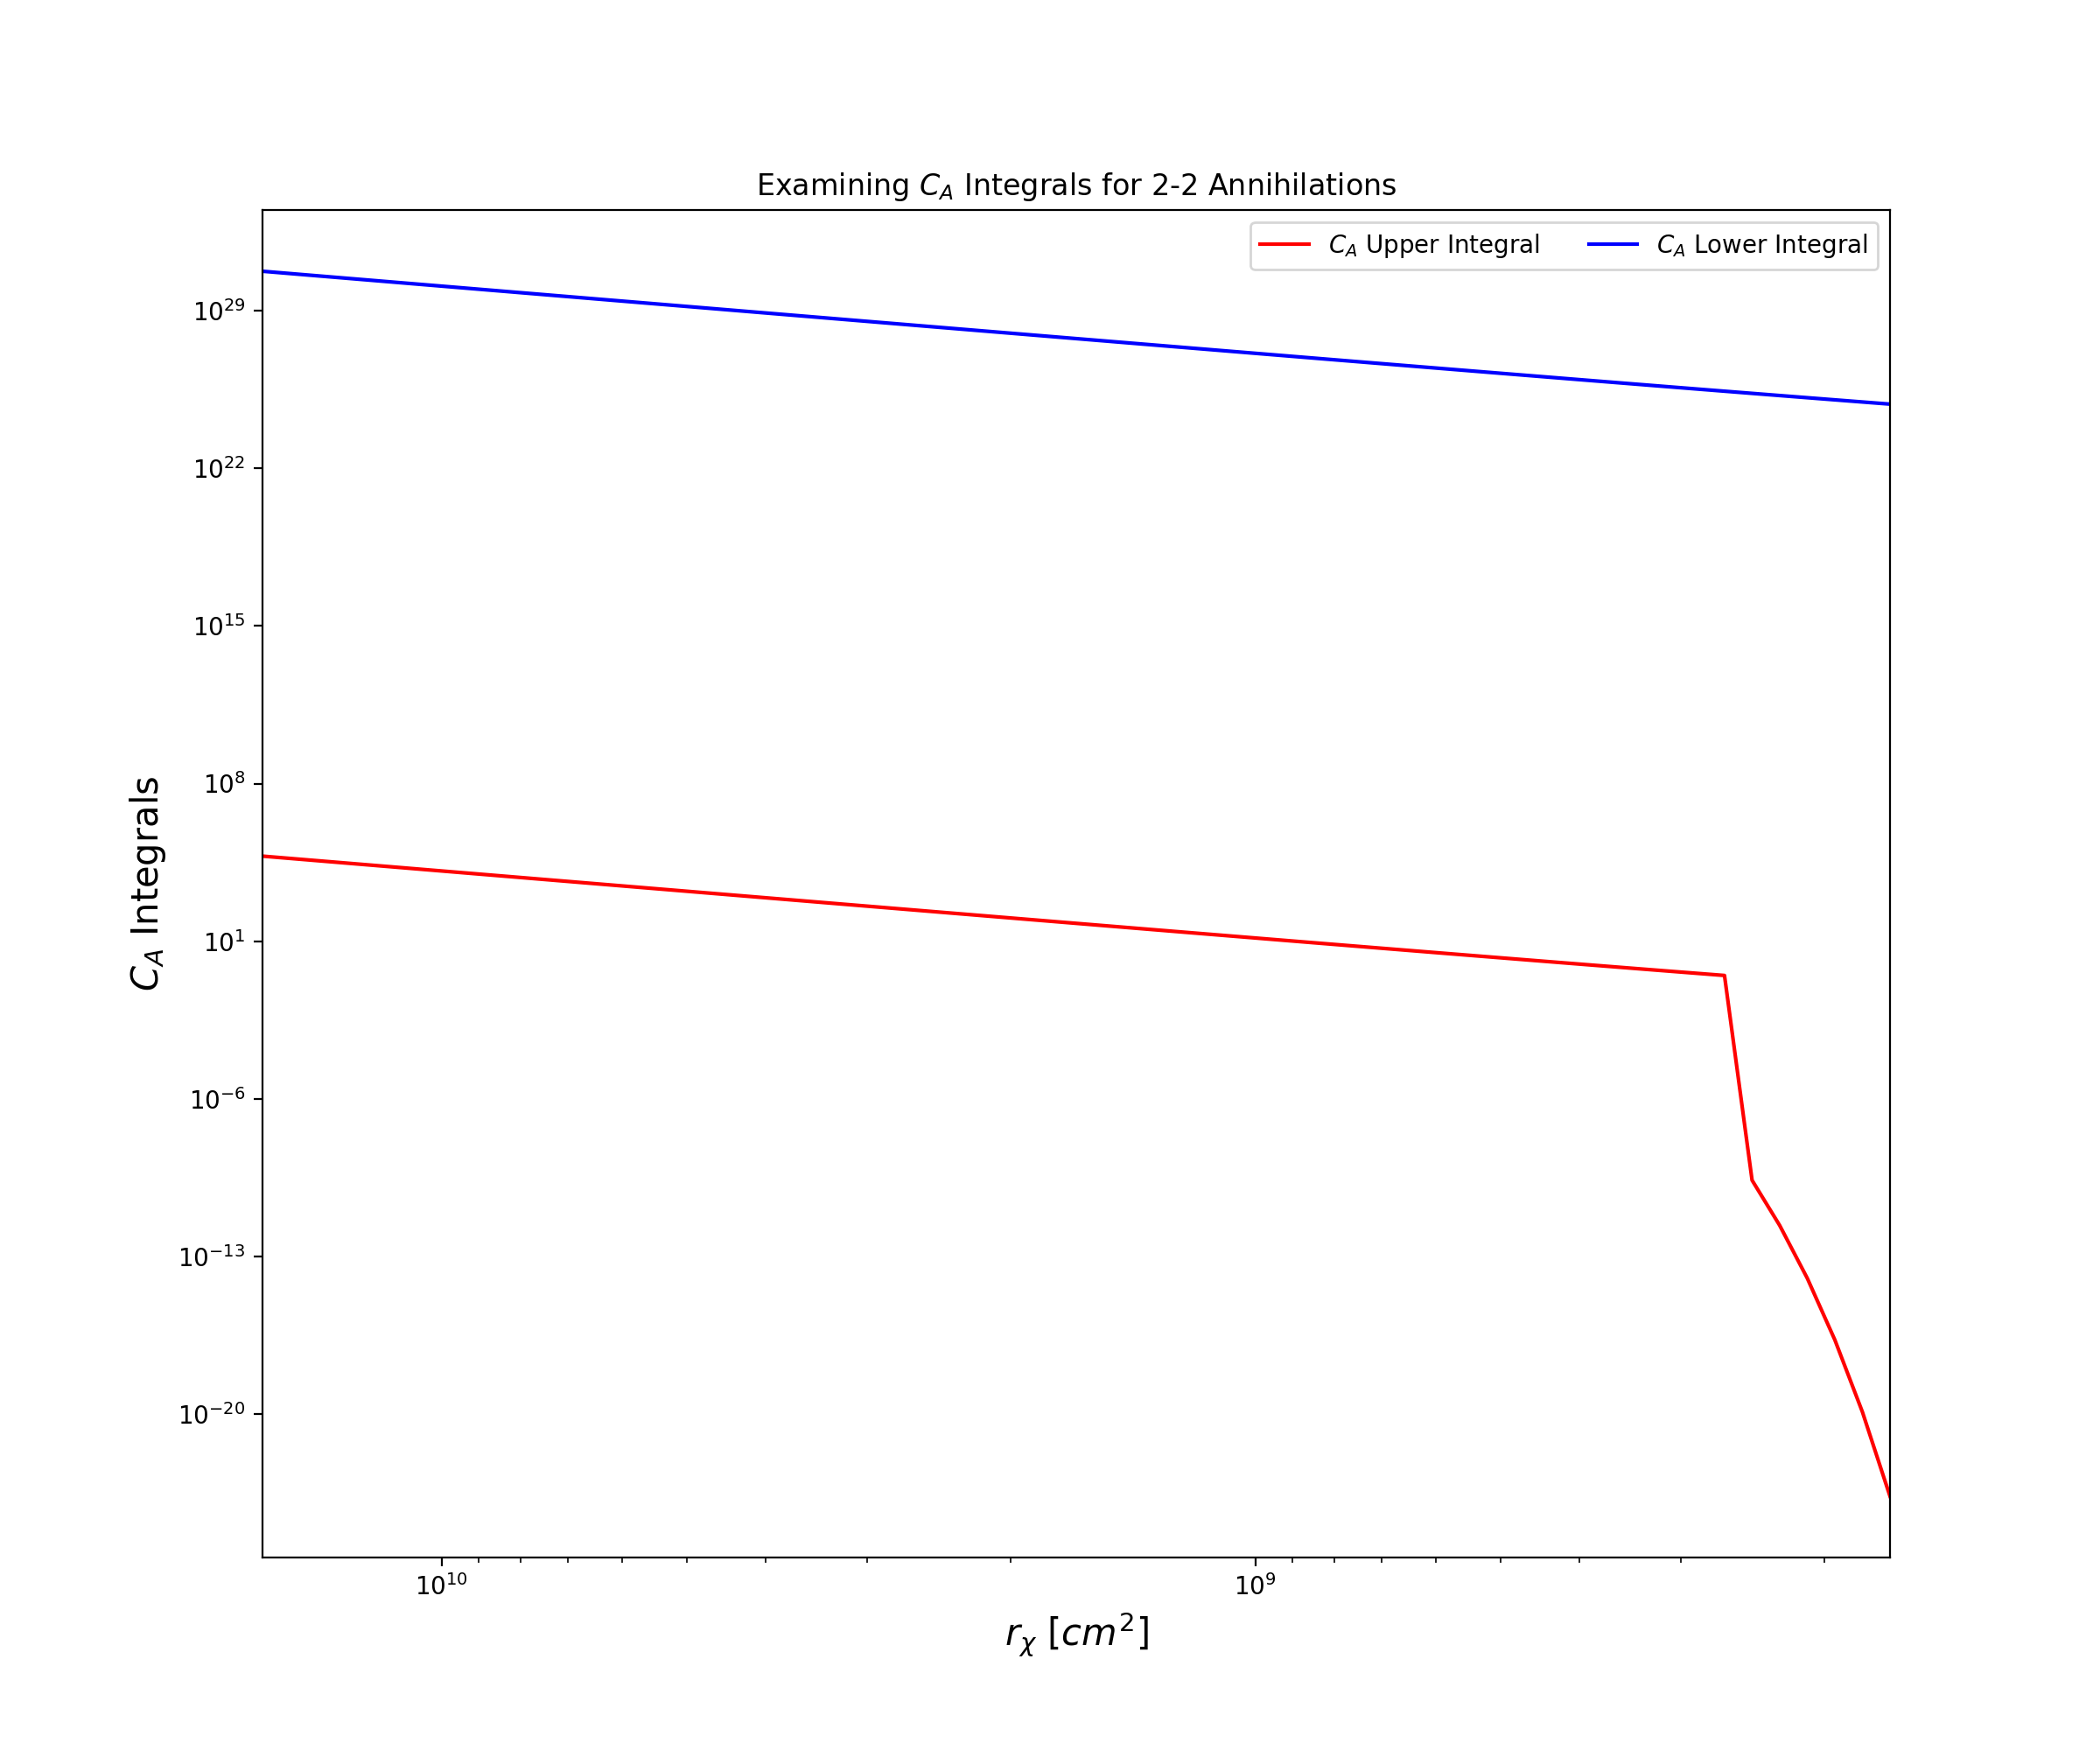 Examining C_A Integrals for 2-2 Annihilations
C_A Upper Integral C_A Lower Integral
10^29
10^22
10^15
10^8
10^1
10^−6
10^−13
10^−20
C_A Integrals
10^10 10^9
r_χ [cm^2]